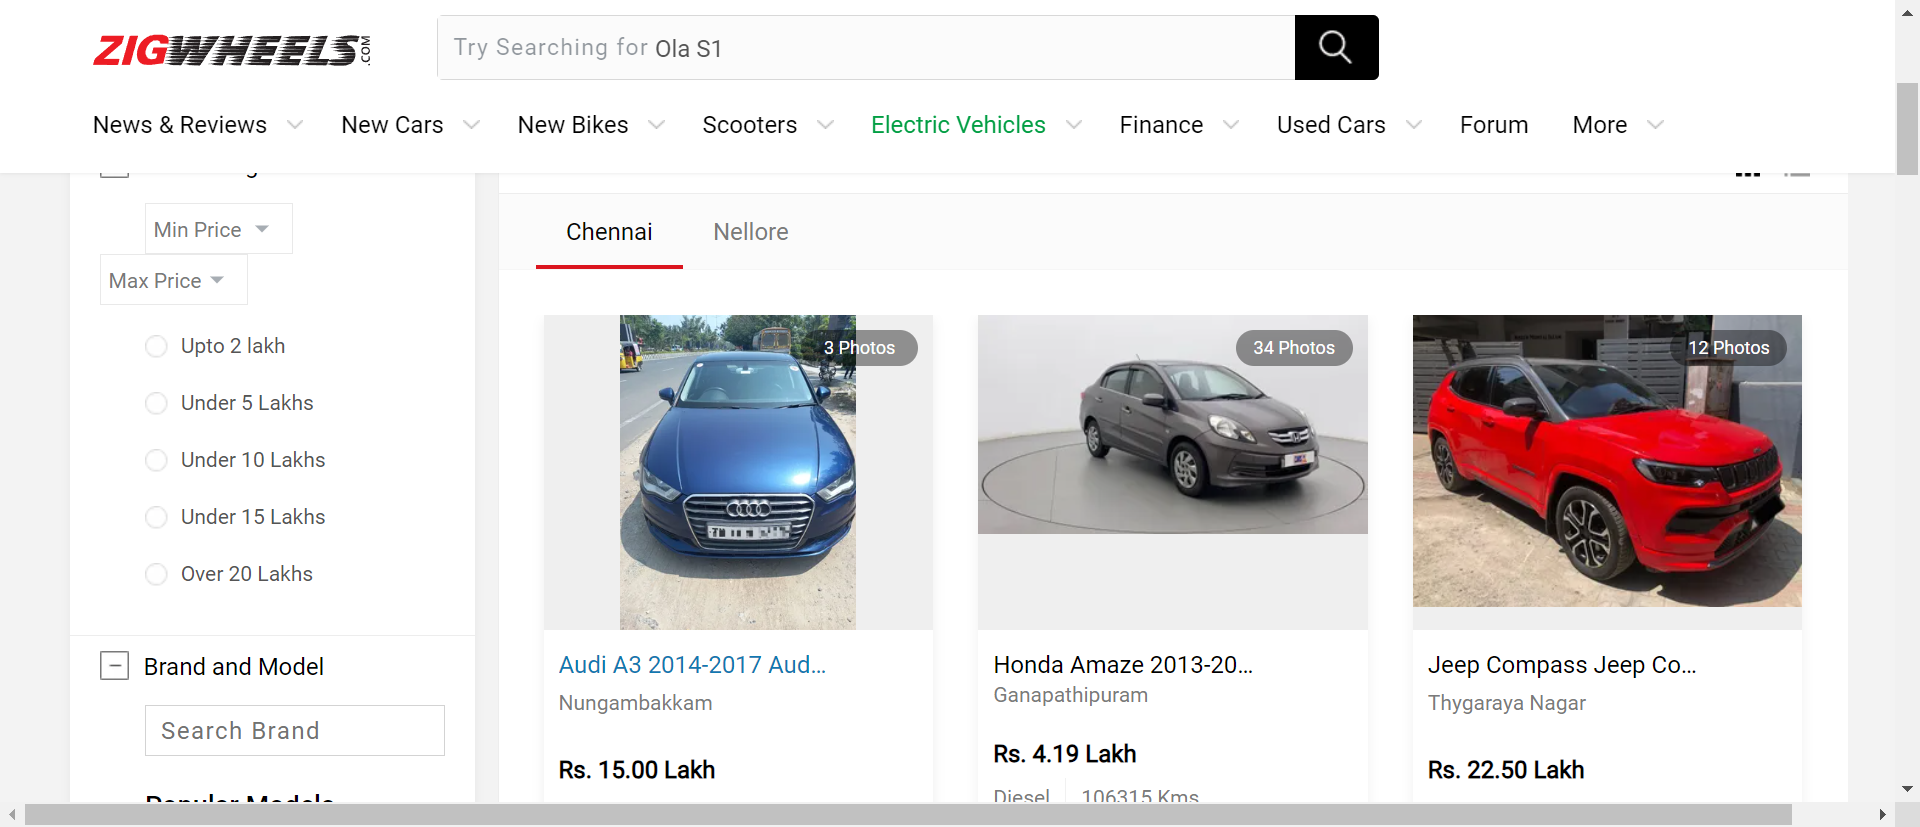 ZIGWHEELS.COM
Try Searching for Ola S1
News & Reviews
New Cars
New Bikes
Scooters
Electric Vehicles
Finance
Used Cars
Forum
More
Min Price
Max Price
Upto 2 lakh
Under 5 Lakhs
Under 10 Lakhs
Under 15 Lakhs
Over 20 Lakhs
Brand and Model
Search Brand
Popular Models
Chennai
Nellore
3 Photos
Audi A3 2014-2017 Aud...
Nungambakkam
Rs. 15.00 Lakh
34 Photos
Honda Amaze 2013-20...
Ganapathipuram
Rs. 4.19 Lakh
Diesel
106315 Kms
12 Photos
Jeep Compass Jeep Co...
Thygaraya Nagar
Rs. 22.50 Lakh